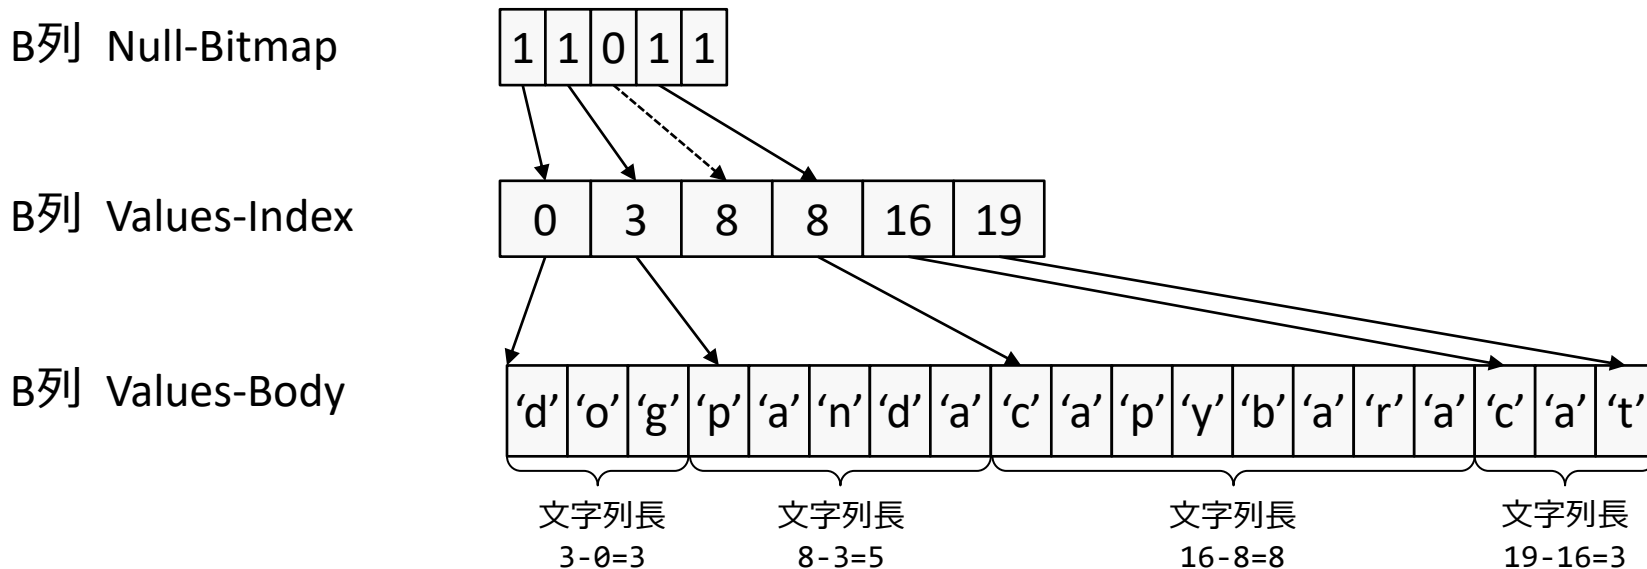 B列 Null-Bitmap 1 1 0 1 1
B列 Values-Index 0 3 8 8 16 19
B列 Values-Body ‘d’ ‘o’ ‘g’ ‘p’ ‘a’ ‘n’ ‘d’ ‘a’ ‘c’ ‘a’ ‘p’ ‘y’ ‘b’ ‘a’ ‘r’ ‘a’ ‘c’ ‘a’ ‘t’
文字列長 文字列長 文字列長 文字列長
3-0=3 8-3=5 16-8=8 19-16=3